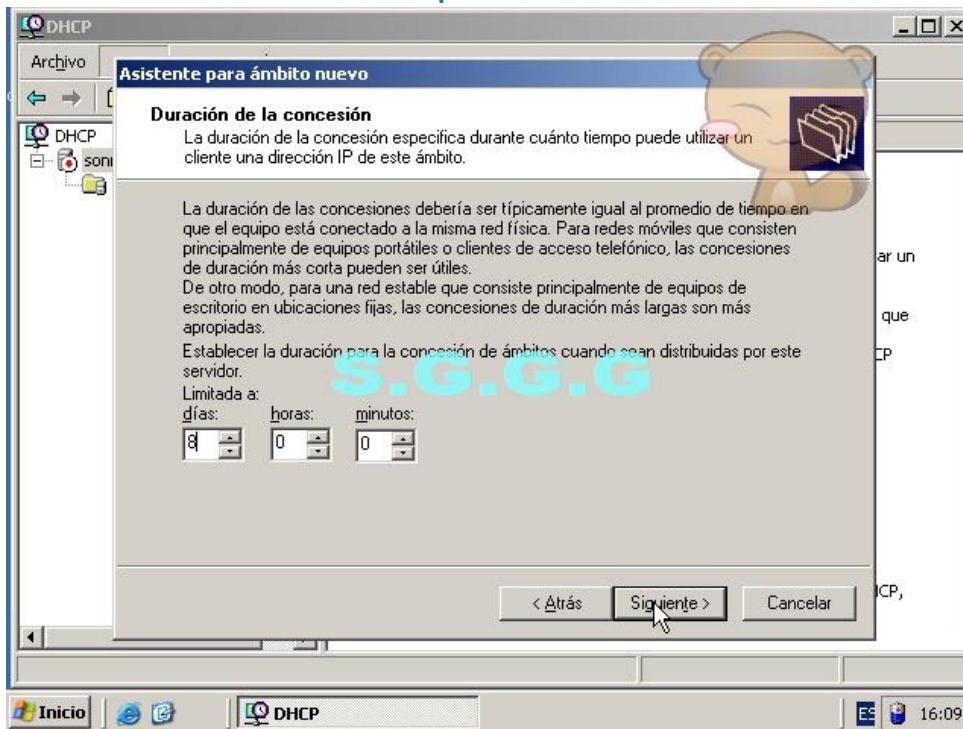 DHCP
Archivo
Asistente para ámbito nuevo
Duración de la concesión
La duración de la concesión especifica durante cuánto tiempo puede utilizar un
cliente una dirección IP de este ámbito.
DHCP
La duración de las concesiones debería ser típicamente igual al promedio de tiempo en
que el equipo está conectado a la misma red física. Para redes móviles que consisten
principalmente de equipos portátiles o clientes de acceso telefónico, las concesiones
de duración más corta pueden ser útiles.
De otro modo, para una red estable que consiste principalmente de equipos de
escritorio en ubicaciones fijas, las concesiones de duración más largas son más
apropiadas.
Establecer la duración para la concesión de ámbitos cuando sean distribuidas por este
servidor.
S.G.G.G
Limitada a:
días: horas: minutos:
8 0 0
ar un
que
CP
ICP,
< Atrás Siguiente > Cancelar
Inicio DHCP ES 16:09